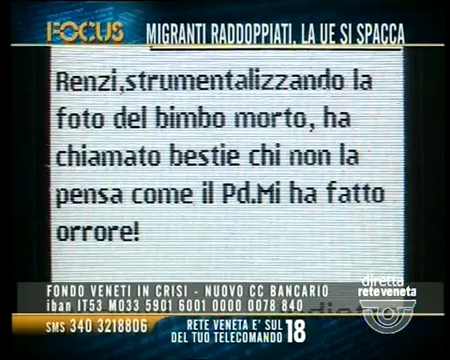 FOCUS MIGRANTI RADDOPPIATI, LA UE SI SPACCA
Renzi,strumentalizzando la
foto del bimbo morto, ha
chiamato bestie chi non la
pensa come il Pd.Mi ha fatto
orrore!
diretta
reteveneta
FONDO VENETI IN CRISI - NUOVO CC BANCARIO
iban IT53 M033 5901 6001 0000 0078 840
SMS 340 3218806
RETE VENETA E' SUL
DEL TUO TELECOMANDO 18